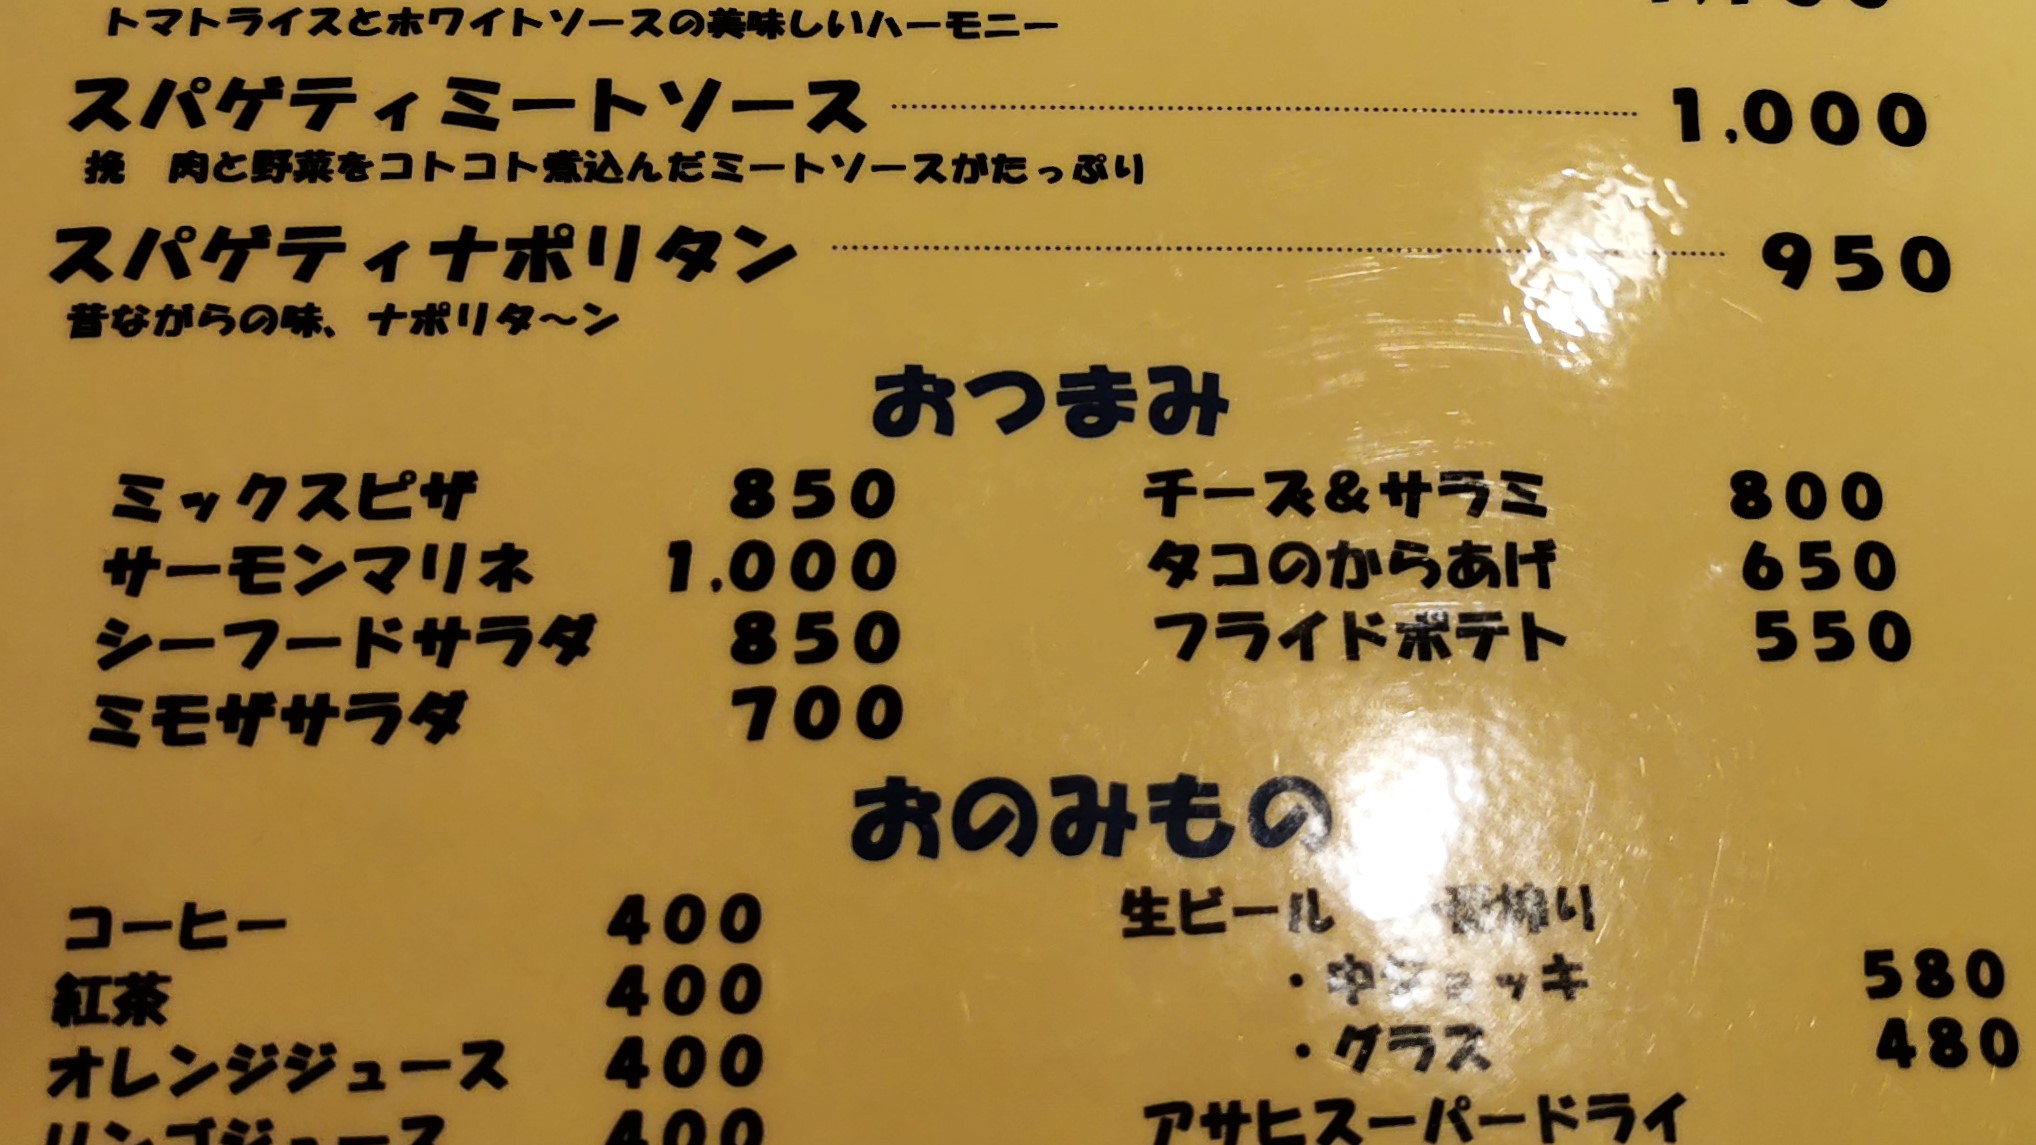 トマトライスとホワイトソースの美味しいハーモニー
スパゲティミートソース 1,000
挽 肉と野菜をコトコト煮込んだミートソースがたっぷり
スパゲティナポリタン 950
昔ながらの味、ナポリタ～ン
おつまみ
ミックスピザ 850 チーズ&サラミ 800
サーモンマリネ 1,000 タコのからあげ 650
シーフードサラダ 850 フライドポテト 550
ミモザサラダ 700
おのみもの
コーヒー 400 生ビール
・中ジョッキ 580
紅茶 400
・グラス 480
オレンジジュース 400
アサヒスーパードライ
リンゴジュース 400